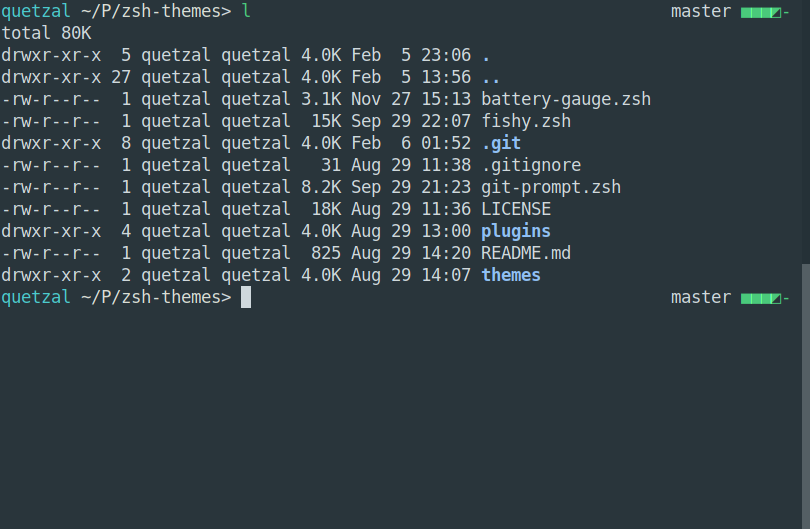 quetzal ~/P/zsh-themes> l master ■■■◩-
total 80K
drwxr-xr-x  5 quetzal quetzal 4.0K Feb  5 23:06 .
drwxr-xr-x 27 quetzal quetzal 4.0K Feb  5 13:56 ..
-rw-r--r--  1 quetzal quetzal 3.1K Nov 27 15:13 battery-gauge.zsh
-rw-r--r--  1 quetzal quetzal  15K Sep 29 22:07 fishy.zsh
drwxr-xr-x  8 quetzal quetzal 4.0K Feb  6 01:52 .git
-rw-r--r--  1 quetzal quetzal   31 Aug 29 11:38 .gitignore
-rw-r--r--  1 quetzal quetzal 8.2K Sep 29 21:23 git-prompt.zsh
-rw-r--r--  1 quetzal quetzal  18K Aug 29 11:36 LICENSE
drwxr-xr-x  4 quetzal quetzal 4.0K Aug 29 13:00 plugins
-rw-r--r--  1 quetzal quetzal  825 Aug 29 14:20 README.md
drwxr-xr-x  2 quetzal quetzal 4.0K Aug 29 14:07 themes
quetzal ~/P/zsh-themes> master ■■■◩-